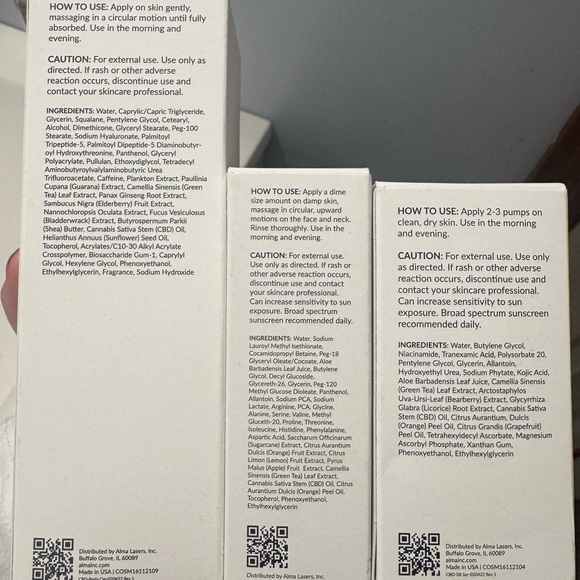 HOW TO USE: Apply on skin gently,
massaging in a circular motion until fully
absorbed. Use in the morning and
evening.
CAUTION: For external use. Use only as
directed. If rash or other adverse
reaction occurs, discontinue use and
contact your skincare professional.
INGREDIENTS: Water, Caprylic/Capric Triglyceride,
Glycerin, Squalane, Pentylene Glycol, Cetearyl,
Alcohol, Dimethicone, Glyceryl Stearate, Peg-100
Stearate, Sodium Hyaluronate, Palmitoyl
Tripeptide-5, Palmitoyl Dipeptide-5 Diaminobutyr-
oyl Hydroxythreonine, Panthenol, Glyceryl
Polyacrylate, Pullulan, Ethoxydiglycol, Tetradecyl
Aminobutyroylvalylaminobutyric Urea
Trifluoroacetate, Caffeine, Plankton Extract, Paullinia
Cupana (Guarana) Extract, Camellia Sinensis (Green
Tea) Leaf Extract, Panax Ginseng Root Extract,
Sambucus Nigra (Elderberry) Fruit Extract,
Nannochloropsis Oculata Extract, Fucus Vesiculosus
(Bladderwrack) Extract, Butyrospermum Parkii
(Shea) Butter, Cannabis Sativa Stem (CBD) Oil,
Helianthus Annuus (Sunflower) Seed Oil,
Tocopherol, Acrylates/C10-30 Alkyl Acrylate
Crosspolymer, Biosaccharide Gum-1, Caprylyl
Glycol, Hexylene Glycol, Phenoxyethanol,
Ethylhexylglycerin, Fragrance, Sodium Hydroxide
Distributed by Alma Lasers, Inc.
Buffalo Grove, IL 60089
almainc.com
Made in USA | COSM16112109
HOW TO USE: Apply a dime
size amount on damp skin,
massage in circular, upward
motions on the face and neck.
Rinse thoroughly. Use in the
morning and evening.
CAUTION: For external use.
Use only as directed. If rash or
other adverse reaction occurs,
discontinue use and contact
your skincare professional.
Can increase sensitivity to sun
exposure. Broad spectrum
sunscreen recommended daily.
INGREDIENTS: Water, Sodium
Lauroyl Methyl Isethionate,
Cocamidopropyl Betaine, Peg-18
Glyceryl Oleate/Cocoate, Aloe
Barbadensis Leaf Juice, Butylene
Glycol, Decyl Glucoside,
Glycereth-26, Glycerin, Peg-120
Methyl Glucose Dioleate, Panthenol,
Allantoin, Sodium PCA, Sodium
Lactate, Arginine, PCA, Glycine,
Alanine, Serine, Valine, Methyl
Gluceth-20, Proline, Threonine,
Isoleucine, Histidine, Phenylalanine,
Aspartic Acid, Saccharum Officinarum
(Sugarcane) Extract, Citrus Aurantium
Dulcis (Orange) Fruit Extract, Citrus
Limon (Lemon) Fruit Extract, Pyrus
Malus (Apple) Fruit Extract, Camellia
Sinensis (Green Tea) Leaf Extract,
Cannabis Sativa Stem (CBD) Oil, Citrus
Aurantium Dulcis (Orange) Peel Oil,
Tocopherol, Phenoxyethanol,
Ethylhexylglycerin
Distributed by Alma Lasers, Inc.
HOW TO USE: Apply 2-3 pumps on
clean, dry skin. Use in the morning
and evening.
CAUTION: For external use. Use only
as directed. If rash or other adverse
reaction occurs, discontinue use and
contact your skincare professional.
Can increase sensitivity to sun
exposure. Broad spectrum sunscreen
recommended daily.
INGREDIENTS: Water, Butylene Glycol,
Niacinamide, Tranexamic Acid, Polysorbate 20,
Pentylene Glycol, Glycerin, Allantoin,
Hydroxyethyl Urea, Sodium Phytate, Kojic Acid,
Aloe Barbadensis Leaf Juice, Camellia Sinensis
(Green Tea) Leaf Extract, Arctostaphylos
Uva-Ursi-Leaf (Bearberry) Extract, Glycyrrhiza
Glabra (Licorice) Root Extract, Cannabis Sativa
Stem (CBD) Oil, Citrus Aurantium, Dulcis
(Orange) Peel Oil, Citrus Grandis (Grapefruit)
Peel Oil, Tetrahexyldecyl Ascorbate, Magnesium
Ascorbyl Phosphate, Xanthan Gum,
Phenoxyethanol, Ethylhexylglycerin
Distributed by Alma Lasers, Inc.
Buffalo Grove, IL 60089
almainc.com
Made in USA | COSM16112104
CBD-SB Ser 020422 Rev 1